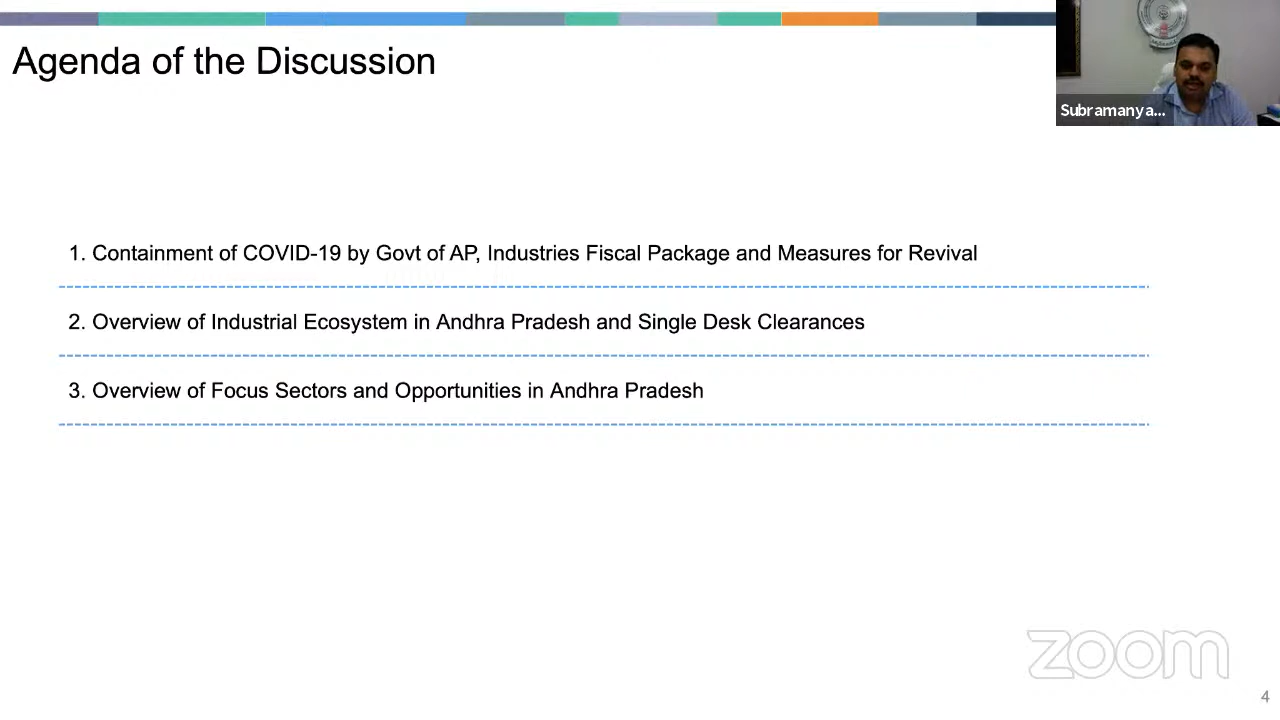 Agenda of the Discussion
Subramanya...
1. Containment of COVID-19 by Govt of AP, Industries Fiscal Package and Measures for Revival
2. Overview of Industrial Ecosystem in Andhra Pradesh and Single Desk Clearances
3. Overview of Focus Sectors and Opportunities in Andhra Pradesh
zoom
4